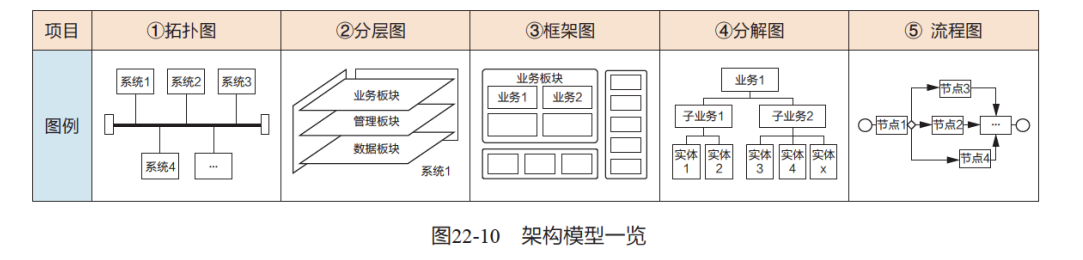 项目 ①拓扑图 ②分层图 ③框架图 ④分解图 ⑤ 流程图
图例
系统1 系统2 系统3
系统4 ...
业务板块
管理板块
数据板块
系统1
业务板块
业务1 业务2
业务1
子业务1 子业务2
实体1 实体2 实体3 实体4 实体x
节点3
节点1 节点2 ...
节点4
图22-10 架构模型一览